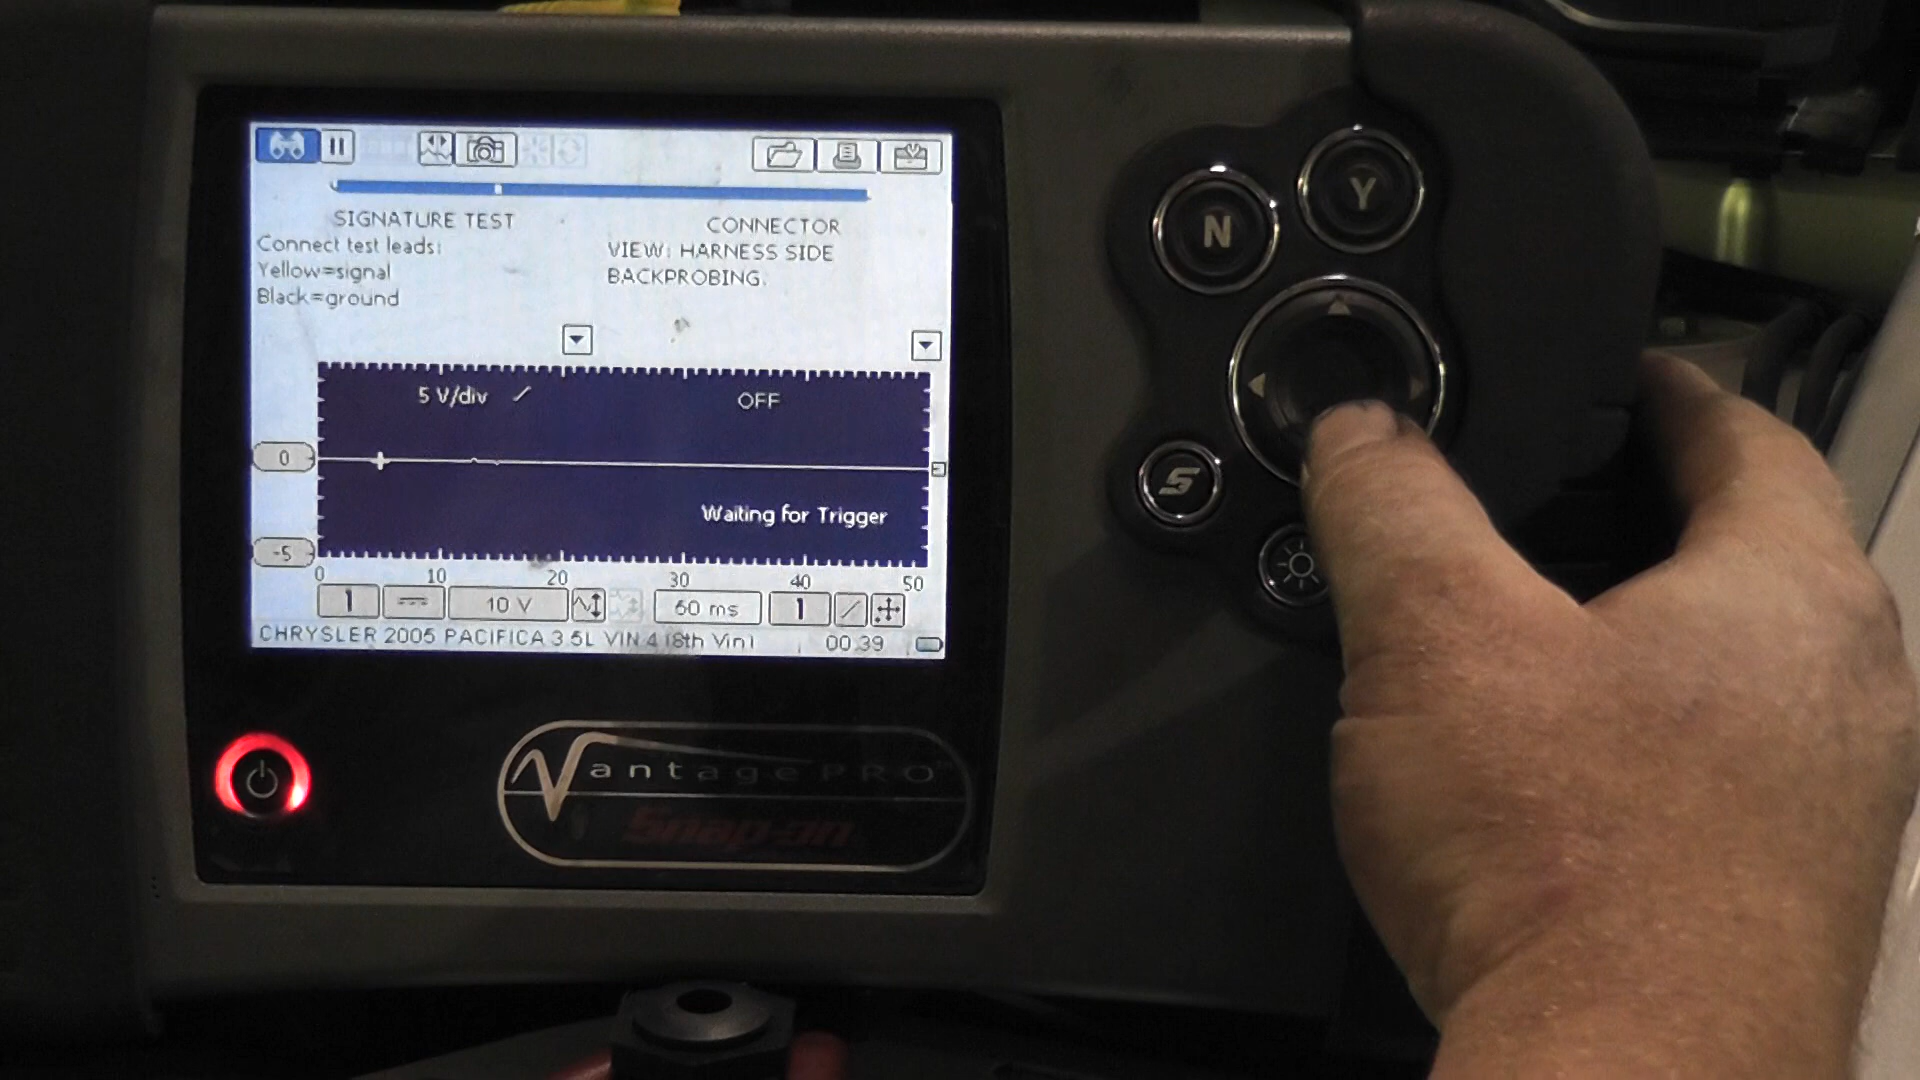 SIGNATURE TEST
Connect test leads:
Yellow=signal
Black=ground
CONNECTOR
VIEW: HARNESS SIDE
BACKPROBING.
5 V/div
OFF
0
Waiting for Trigger
-5
0 10 20 30 40 50
1 10 V 60 ms 1
CHRYSLER 2005 PACIFICA 3.5L VIN 4 (8th Vin) 00:39
Vantage PRO
Snap-on
N
Y
S